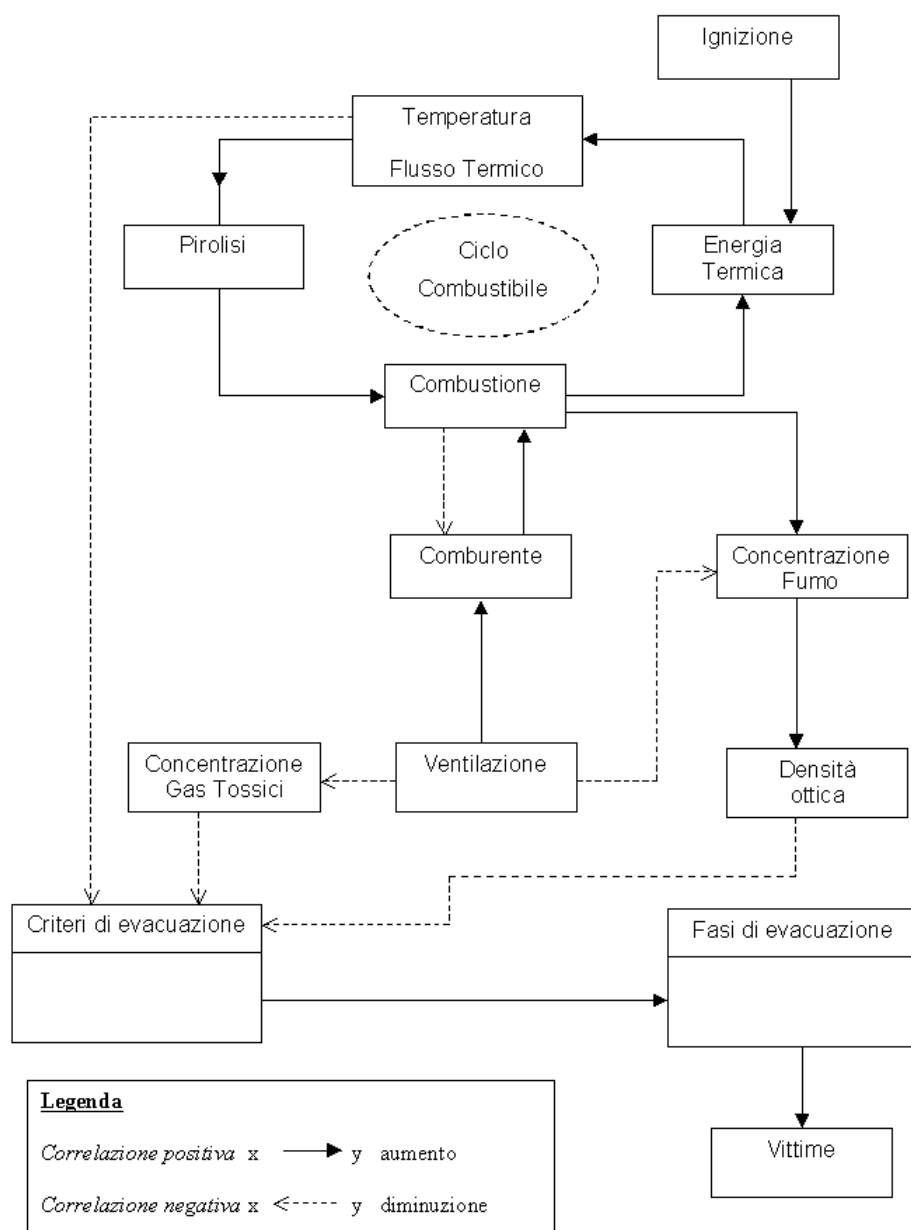 Ignizione
Temperatura
Flusso Termico
Pirolisi
Ciclo
Combustibile
Energia
Termica
Combustione
Comburente
Concentrazione
Fumo
Concentrazione
Gas Tossici
Ventilazione
Densità
ottica
Criteri di evacuazione
Fasi di evacuazione
Vittime
Legenda
Correlazione positiva x y aumento
Correlazione negativa x y diminuzione